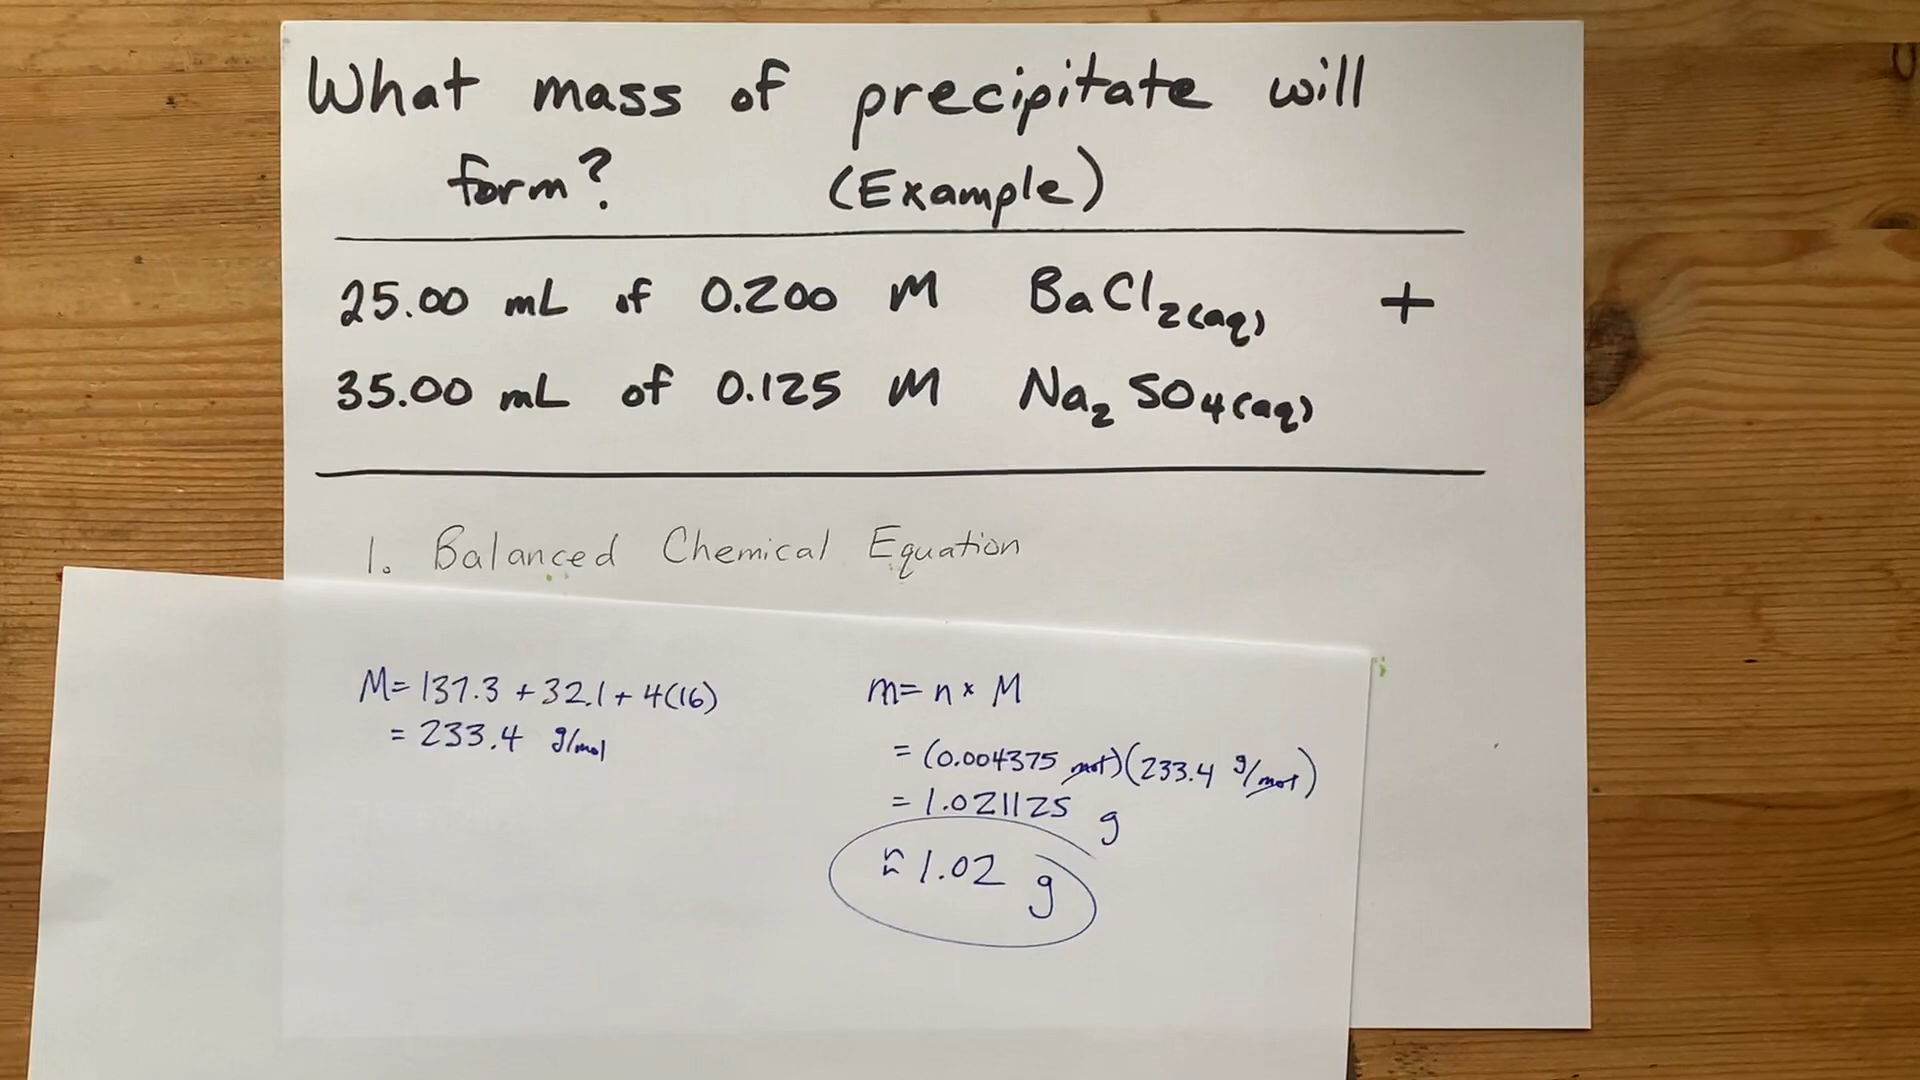 What mass of precipitate will
form? (Example)
25.00 mL of 0.200 M BaCl₂(aq) +
35.00 mL of 0.125 M Na₂SO₄(aq)
1. Balanced Chemical Equation
M= 137.3 + 32.1 + 4(16)
= 233.4 g/mol
m= n × M
= (0.004375 mol)(233.4 g/mol)
= 1.021125 g
≈ 1.02 g